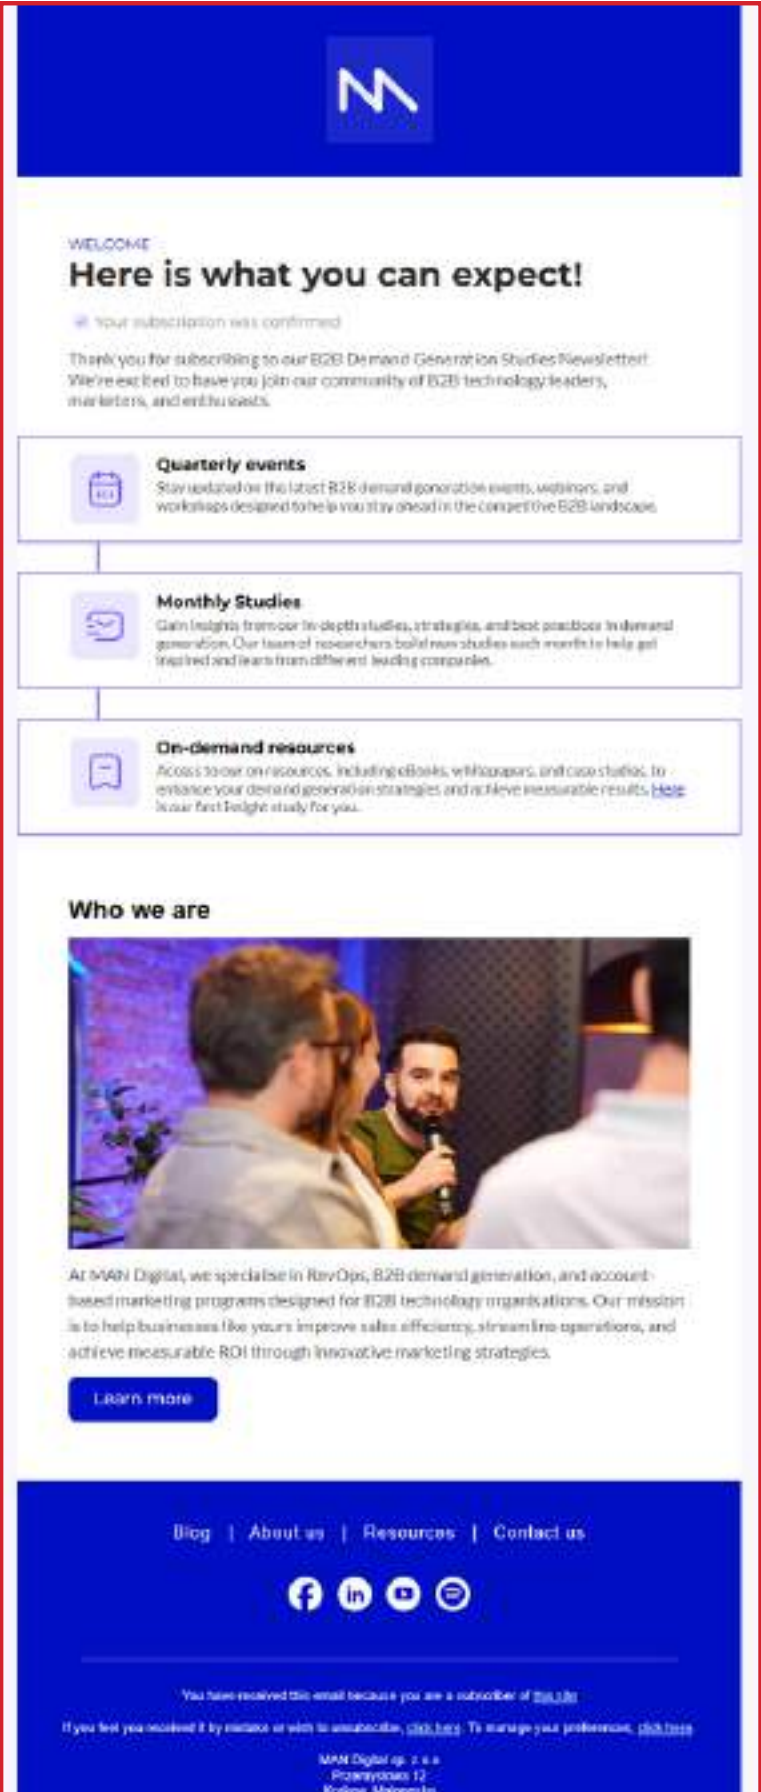 WELCOME
Here is what you can expect!
Your subscription was confirmed
Thank you for subscribing to our B2B Demand Generation Studies Newsletter!
We're excited to have you join our community of B2B technology leaders,
marketers, and enthusiasts.
Quarterly events
Stay updated on the latest B2B demand generation events, webinars, and
workshops designed to help you stay ahead in the competitive B2B landscape.
Monthly Studies
Gain insights from our in-depth studies, strategies, and best practices in demand
generation. Our team of researchers build new studies each month to help get
inspired and learn from different leading companies.
On-demand resources
Access to our on resources, including eBooks, whitepapers, and case studies, to
enhance your demand generation strategies and achieve measurable results. Here
is our first Insight study for you.
Who we are
At MAN Digital, we specialise in RevOps, B2B demand generation, and account-
based marketing programs designed for B2B technology organisations. Our mission
is to help businesses like yours improve sales efficiency, streamline operations, and
achieve measurable ROI through innovative marketing strategies.
Learn more
Blog | About us | Resources | Contact us
You have received this email because you are a subscriber of this site
If you feel you received it by mistake or wish to unsubscribe, click here. To manage your preferences, click here
MAN Digital sp. z o.o
Przemysłowa 12